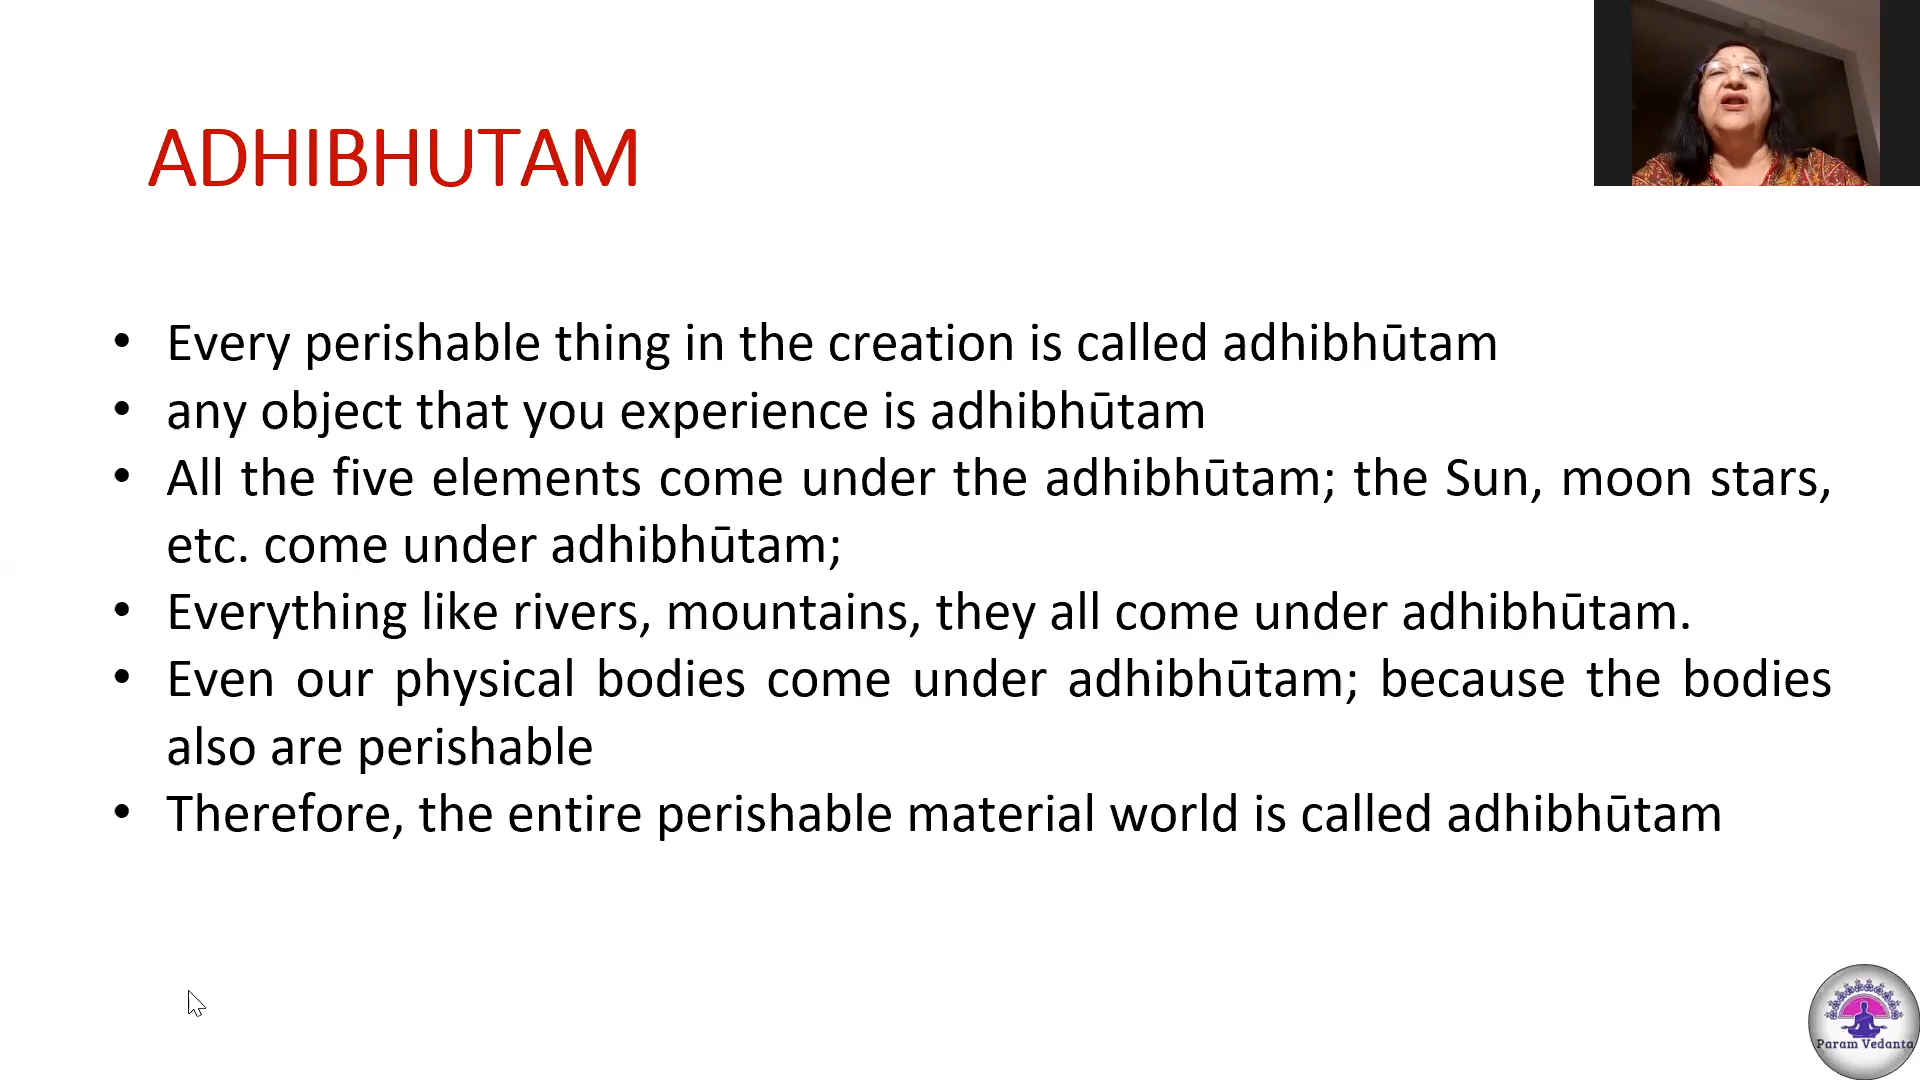 ADHIBHUTAM
• Every perishable thing in the creation is called adhibhūtam
• any object that you experience is adhibhūtam
• All the five elements come under the adhibhūtam; the Sun, moon stars,
etc. come under adhibhūtam;
• Everything like rivers, mountains, they all come under adhibhūtam.
• Even our physical bodies come under adhibhūtam; because the bodies
also are perishable
• Therefore, the entire perishable material world is called adhibhūtam
Param Vedanta